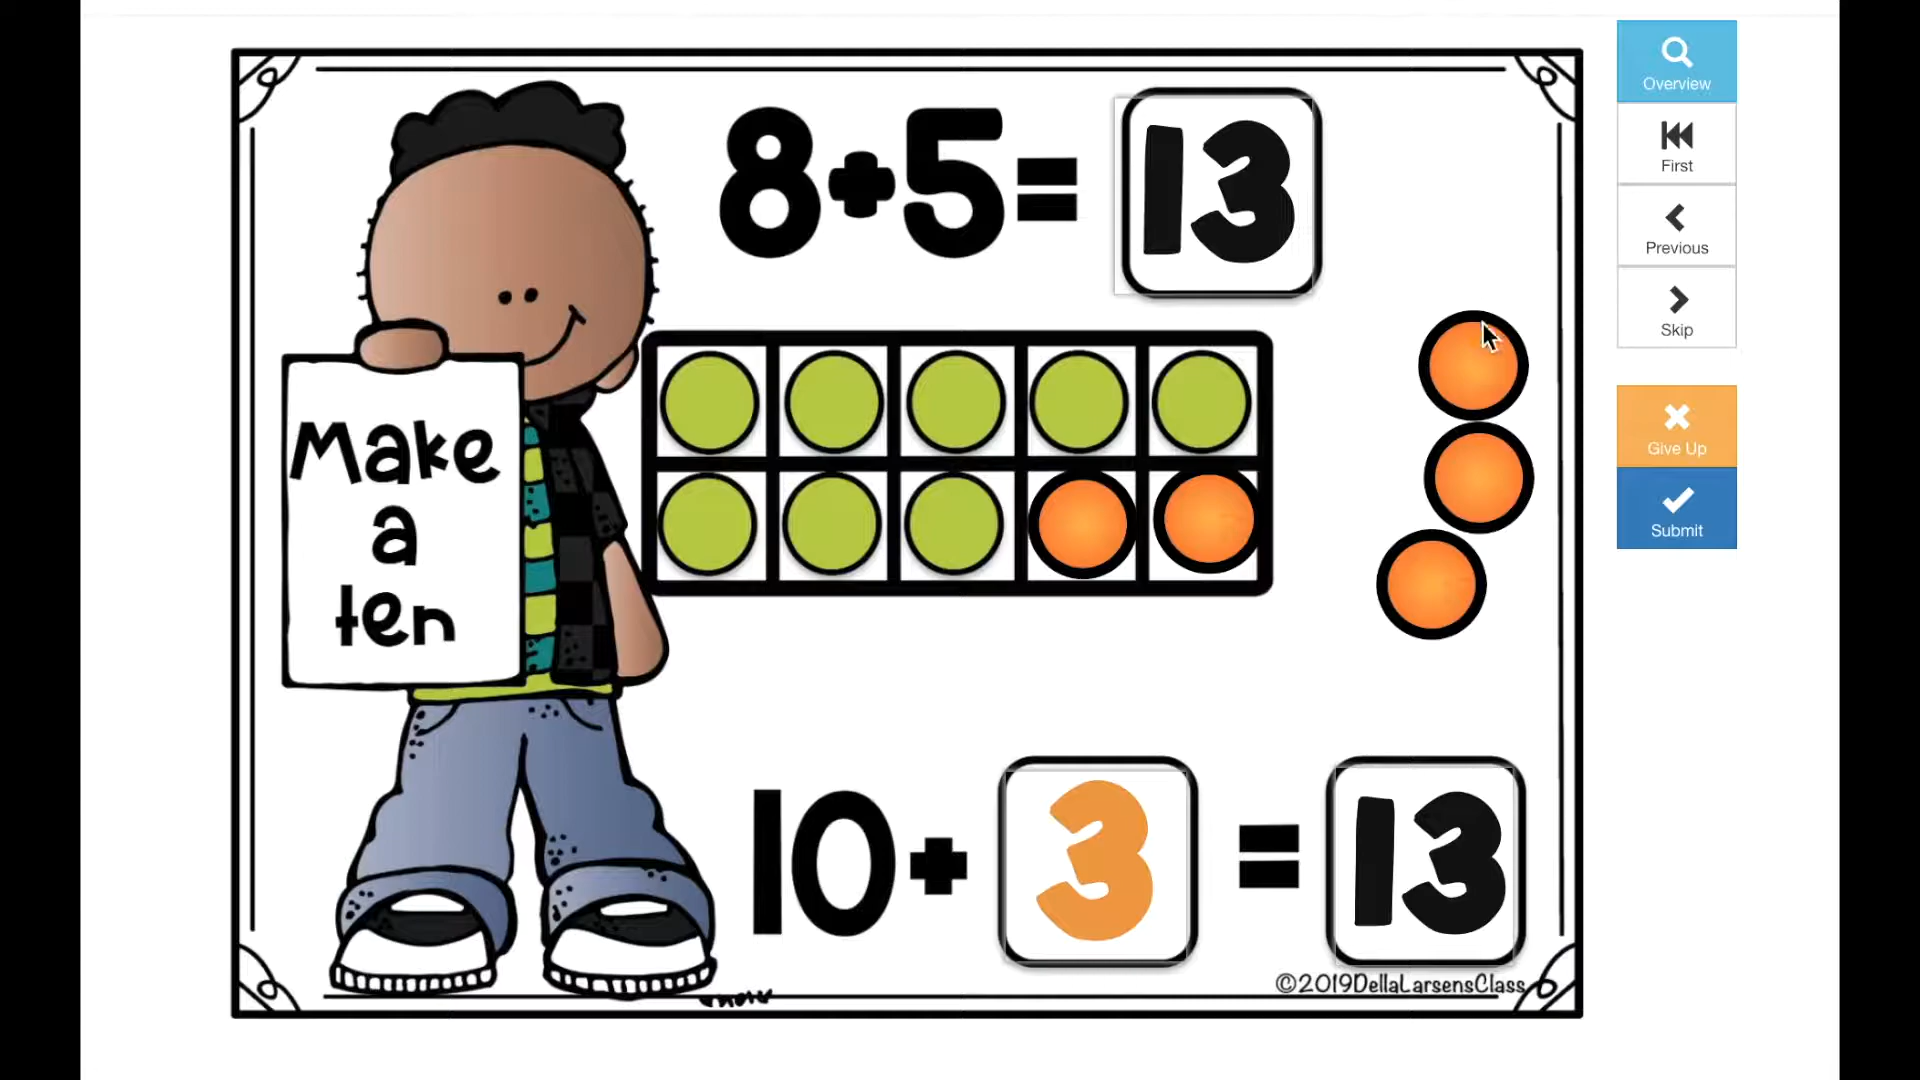 8+5= 13
Make
a
ten
10+ 3 = 13
©2019DellaLarsensClass
Overview
First
Previous
Skip
Give Up
Submit